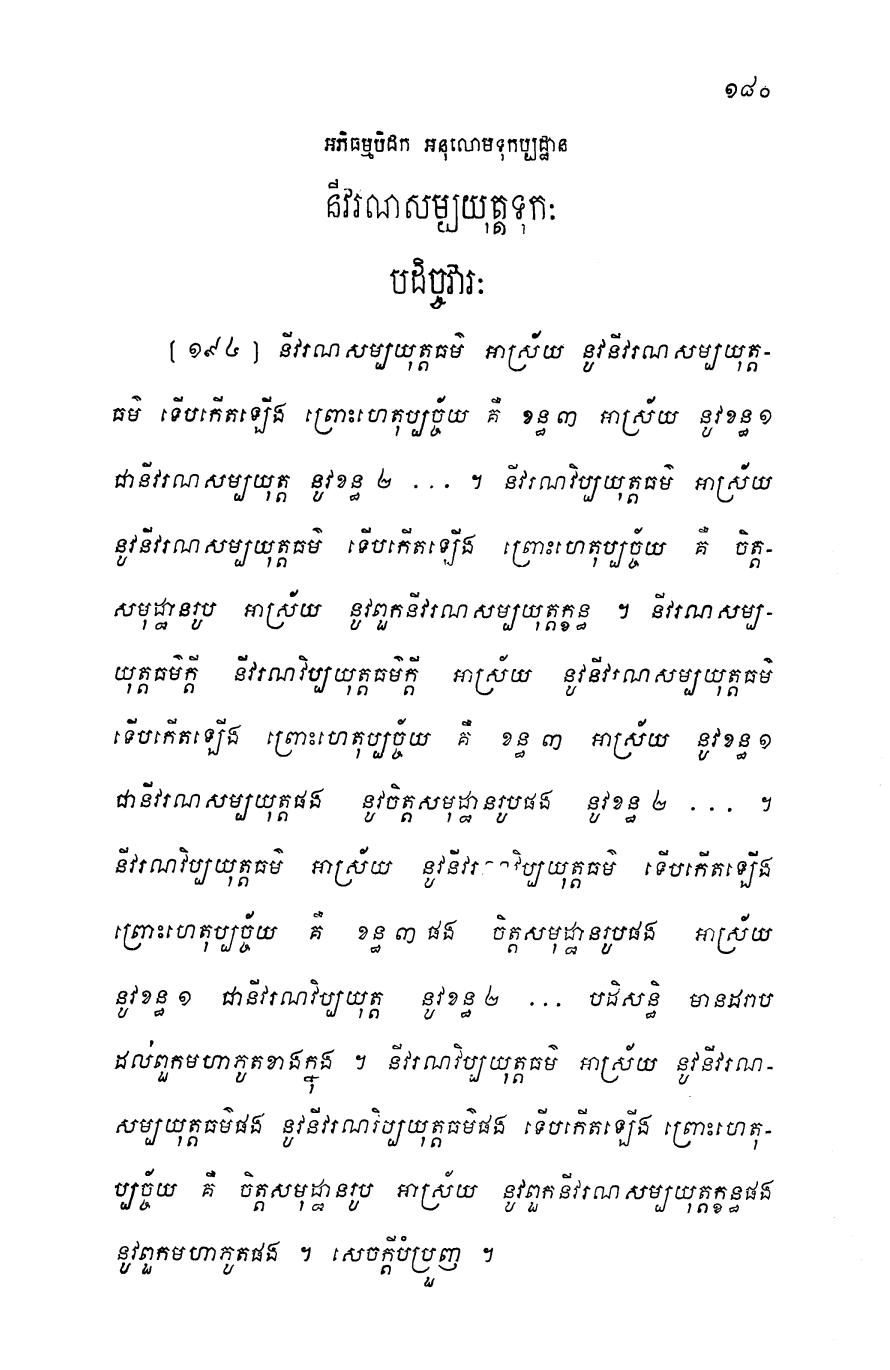 ១៨០
អភិធម្មបិដក អនុលោមទុកប្បដ្ឋាន
នីវរណសម្បយុត្តទុកៈ
បដិច្ចវារៈ
[ ១៩៤ ] នីវរណសម្បយុត្តធម៌ អាស្រ័យ នូវនីវរណសម្បយុត្ត-
ធម៌ ទើបកើតឡើង ព្រោះហេតុប្បច្ច័យ គឺ ខន្ធ ៣ អាស្រ័យ នូវខន្ធ ១
ជានីវរណសម្បយុត្ត នូវខន្ធ ២ ... ។ នីវរណវិប្បយុត្តធម៌ អាស្រ័យ
នូវនីវរណសម្បយុត្តធម៌ ទើបកើតឡើង ព្រោះហេតុប្បច្ច័យ គឺ ចិត្ត-
សមុដ្ឋានរូប អាស្រ័យ នូវពួកនីវរណសម្បយុត្តក្ខន្ធ ។ នីវរណសម្ប-
យុត្តធម៌ក្តី នីវរណវិប្បយុត្តធម៌ក្តី អាស្រ័យ នូវនីវរណសម្បយុត្តធម៌
ទើបកើតឡើង ព្រោះហេតុប្បច្ច័យ គឺ ខន្ធ ៣ អាស្រ័យ នូវខន្ធ ១
ជានីវរណសម្បយុត្តផង នូវចិត្តសមុដ្ឋានរូបផង នូវខន្ធ ២ ... ។
នីវរណវិប្បយុត្តធម៌ អាស្រ័យ នូវនីវរណវិប្បយុត្តធម៌ ទើបកើតឡើង
ព្រោះហេតុប្បច្ច័យ គឺ ខន្ធ ៣ ផង ចិត្តសមុដ្ឋានរូបផង អាស្រ័យ
នូវខន្ធ ១ ជានីវរណវិប្បយុត្ត នូវខន្ធ ២ ... បដិសន្ធិ មានដរាប
ដល់ពួកមហាភូតខាងក្នុង ។ នីវរណវិប្បយុត្តធម៌ អាស្រ័យ នូវនីវរណ-
សម្បយុត្តធម៌ផង នូវនីវរណវិប្បយុត្តធម៌ផង ទើបកើតឡើង ព្រោះហេតុ-
ប្បច្ច័យ គឺ ចិត្តសមុដ្ឋានរូប អាស្រ័យ នូវពួកនីវរណសម្បយុត្តក្ខន្ធផង
នូវពួកមហាភូតផង ។ សេចក្តីបំប្រួញ ។